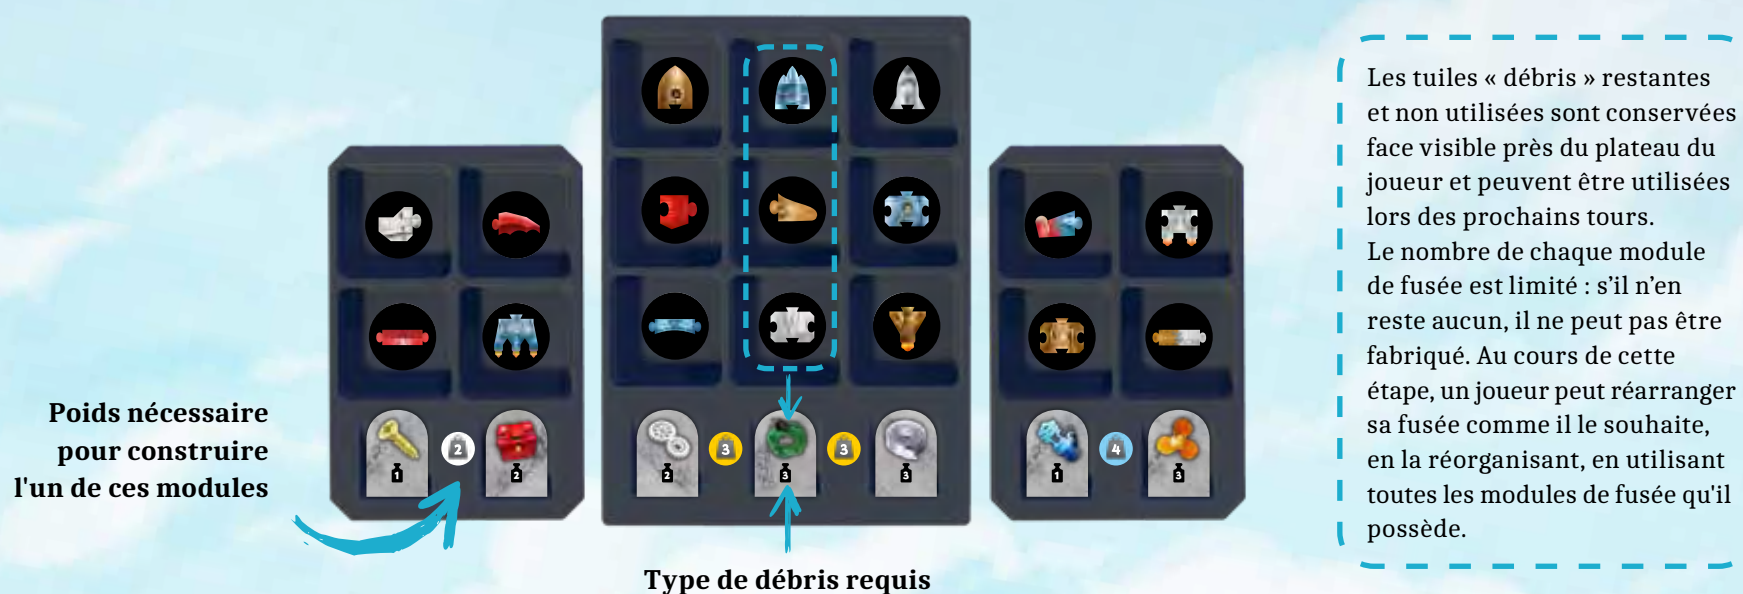 Les tuiles « débris » restantes
et non utilisées sont conservées
face visible près du plateau du
joueur et peuvent être utilisées
lors des prochains tours.
Le nombre de chaque module
de fusée est limité : s’il n’en
reste aucun, il ne peut pas être
fabriqué. Au cours de cette
étape, un joueur peut réarranger
sa fusée comme il le souhaite,
en la réorganisant, en utilisant
toutes les modules de fusée qu'il
possède.
Poids nécessaire
pour construire
l'un de ces modules
1 2 2
2 3 3 3 3
1 4 3
Type de débris requis